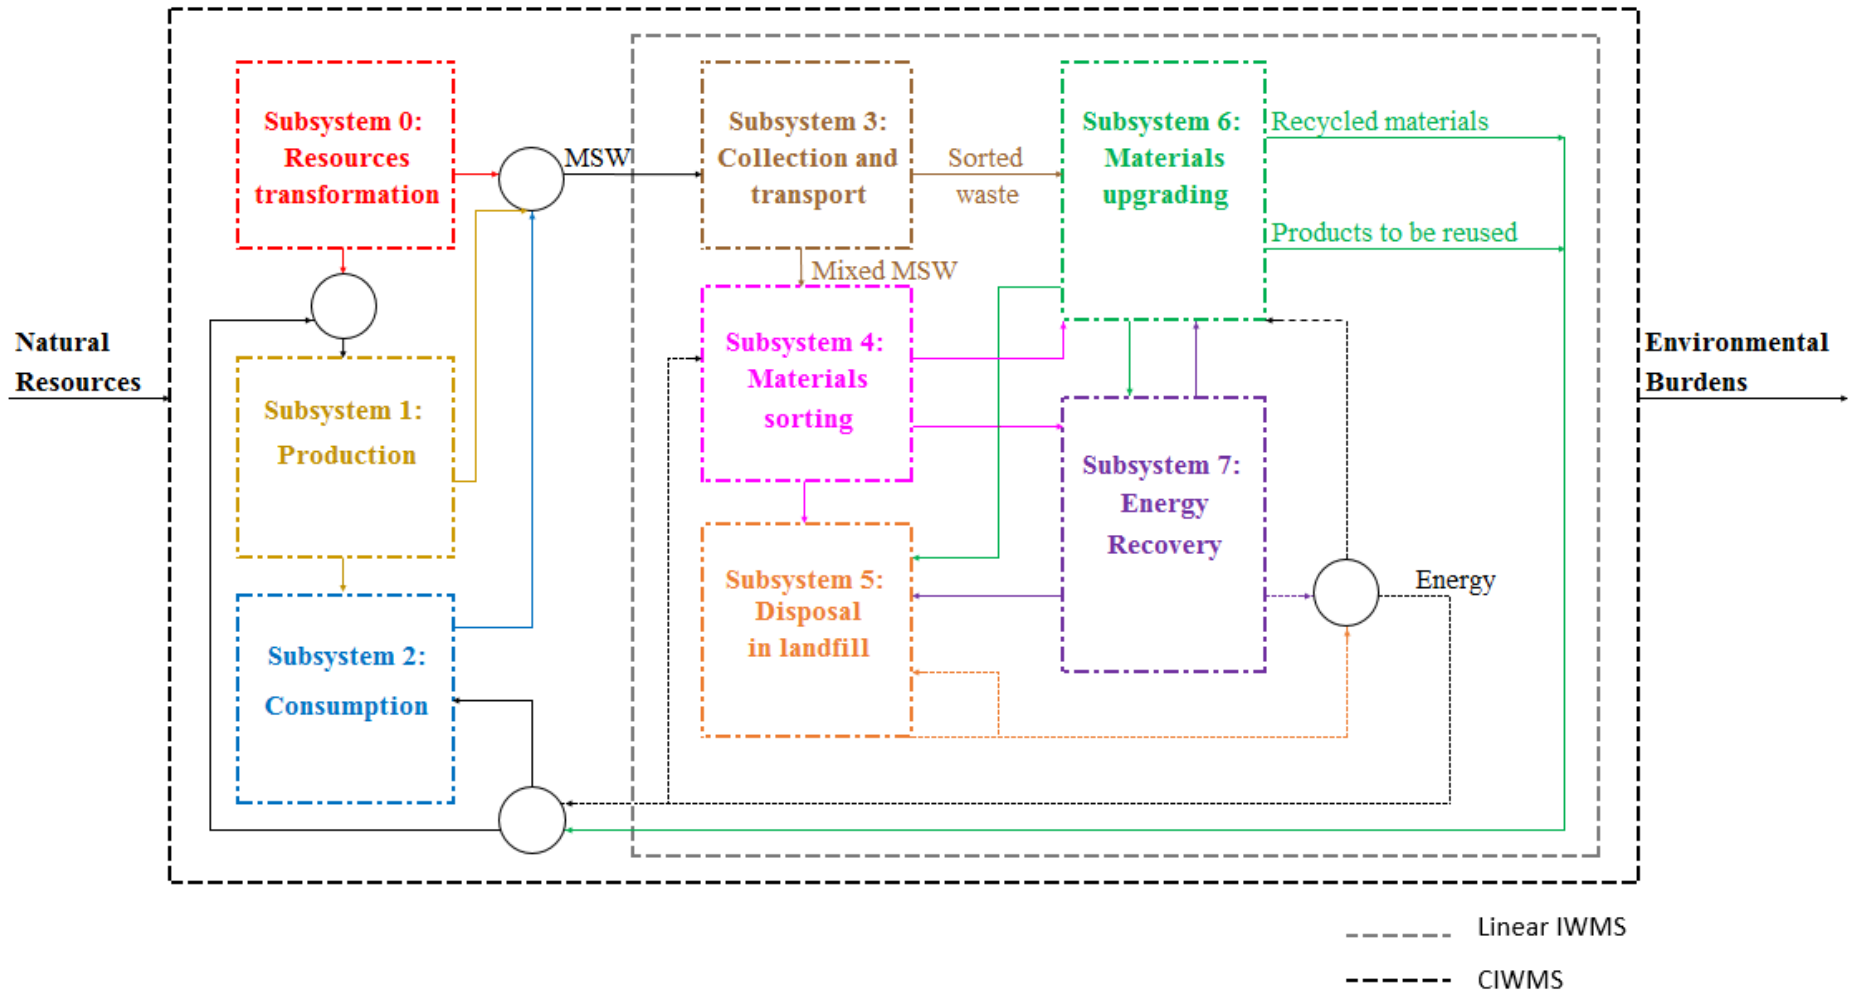 Natural
Resources
Subsystem 0:
Resources
transformation
Subsystem 1:
Production
Subsystem 2:
Consumption
MSW
Subsystem 3:
Collection and
transport
Sorted
waste
Mixed MSW
Subsystem 4:
Materials
sorting
Subsystem 5:
Disposal
in landfill
Subsystem 6:
Materials
upgrading
Recycled materials
Products to be reused
Subsystem 7:
Energy
Recovery
Energy
Environmental
Burdens
Linear IWMS
CIWMS